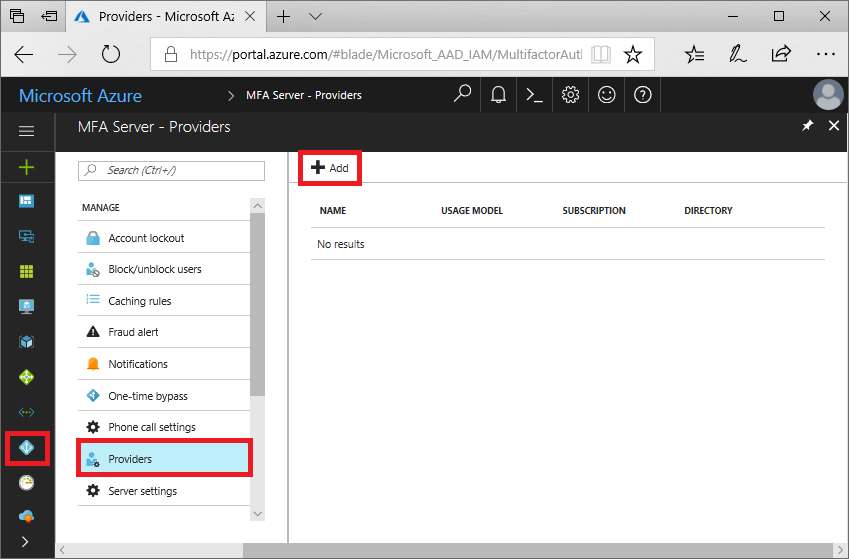 Providers - Microsoft Az
https://portal.azure.com/#blade/Microsoft_AAD_IAM/MultifactorAuth
Microsoft Azure
MFA Server - Providers
MFA Server - Providers
Search (Ctrl+/)
Add
MANAGE
NAME USAGE MODEL SUBSCRIPTION DIRECTORY
Account lockout
No results
Block/unblock users
Caching rules
Fraud alert
Notifications
One-time bypass
Phone call settings
Providers
Server settings